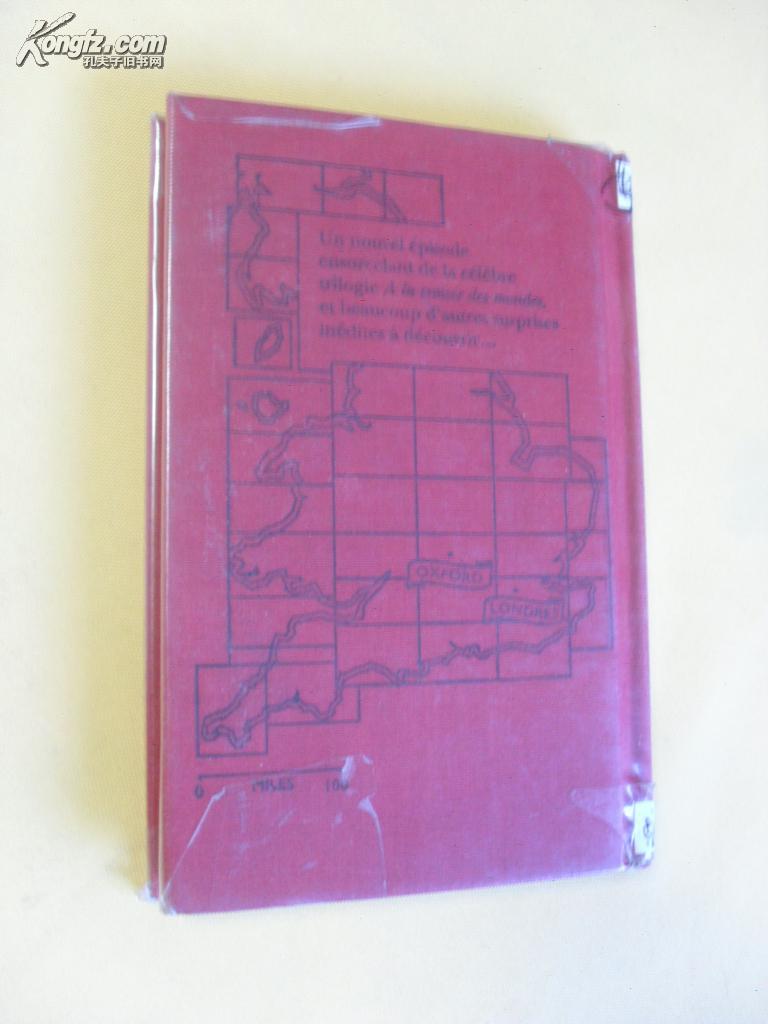 Kongfz.com
孔夫子旧书网
Un nouvel épisode
ensorcelant de la célèbre
trilogie A la croisée des mondes,
et beaucoup d'autres surprises
inédites à découvrir...
OXFORD
LONDRES
0 MILES 100